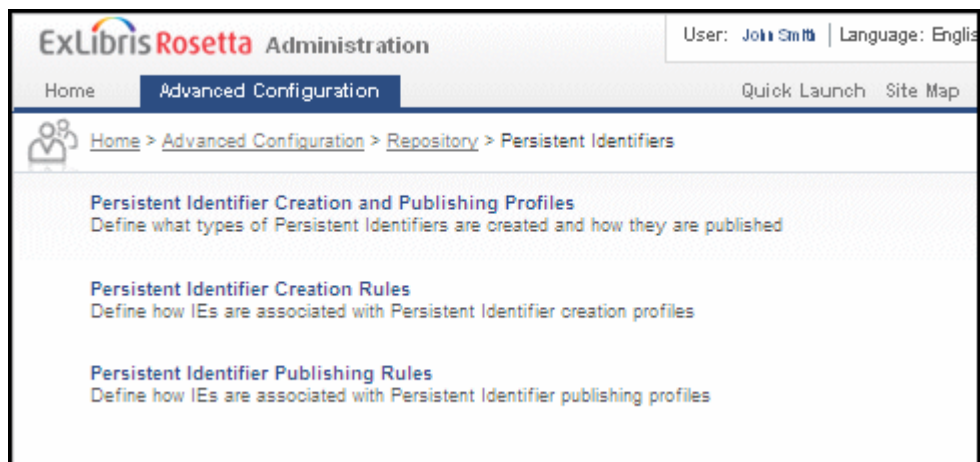 ExLibris Rosetta Administration
User: John Smith | Language: Englis
Home Advanced Configuration Quick Launch Site Map
Home > Advanced Configuration > Repository > Persistent Identifiers
Persistent Identifier Creation and Publishing Profiles
Define what types of Persistent Identifiers are created and how they are published
Persistent Identifier Creation Rules
Define how IEs are associated with Persistent Identifier creation profiles
Persistent Identifier Publishing Rules
Define how IEs are associated with Persistent Identifier publishing profiles